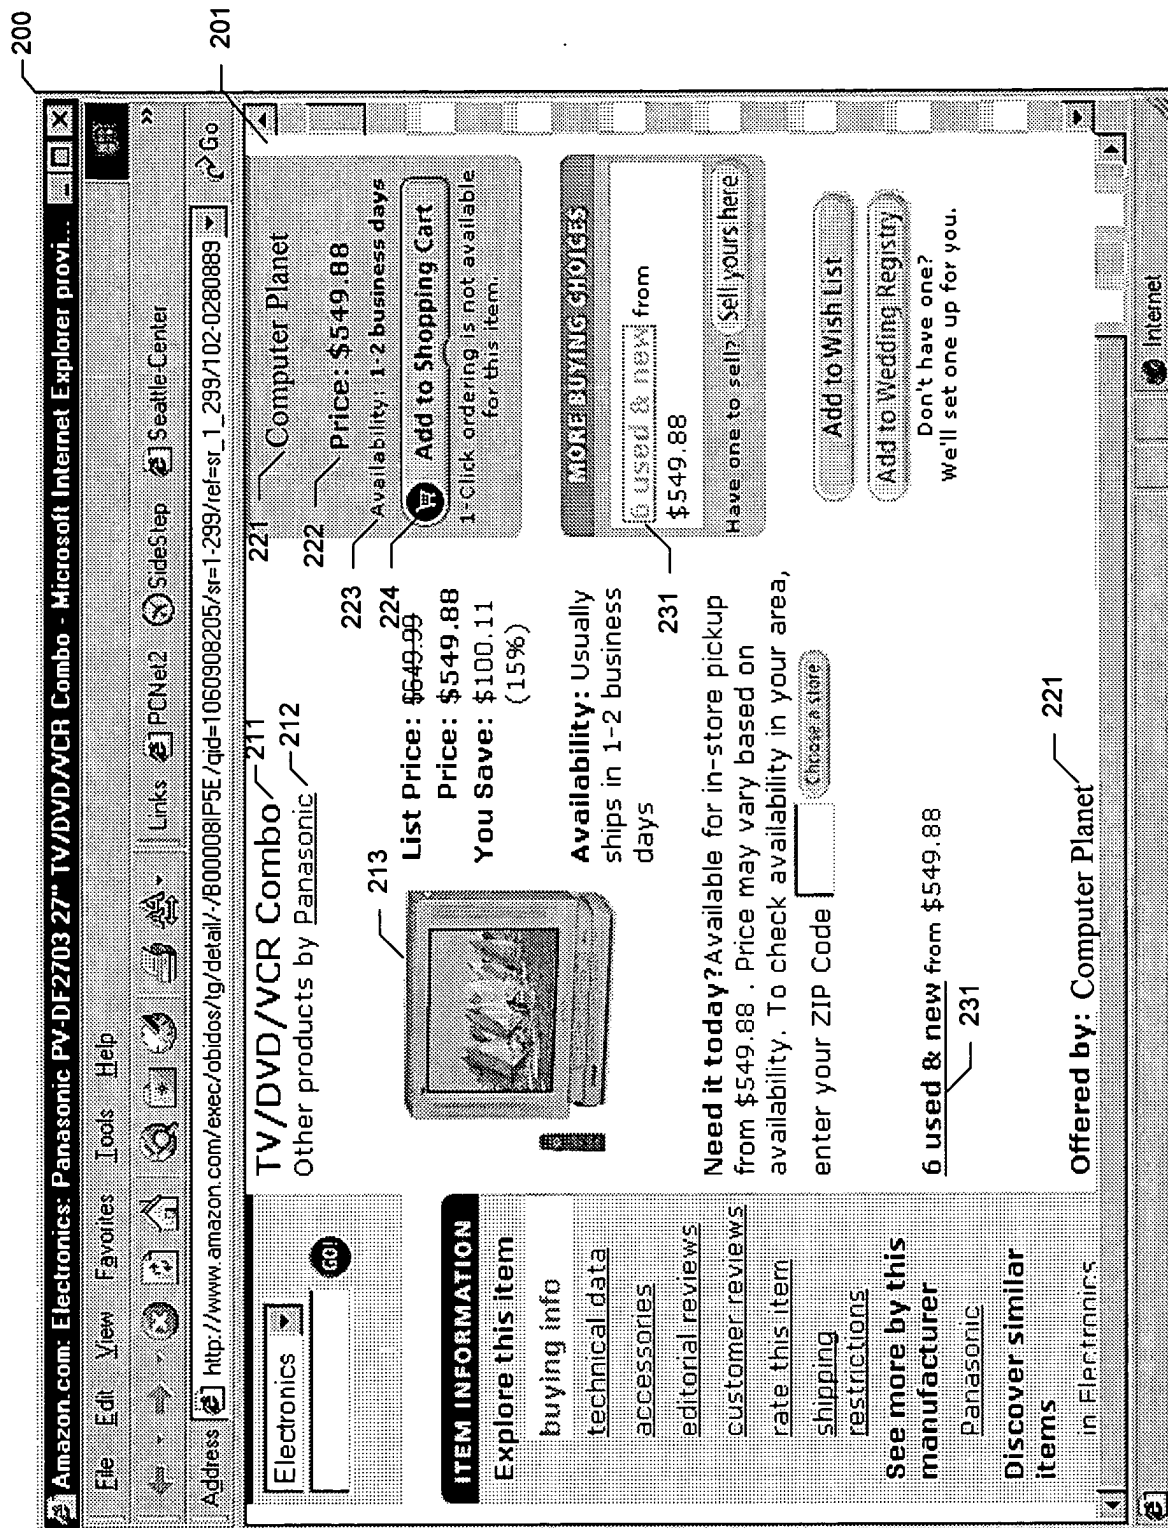 200
Amazon.com: Electronics: Panasonic PV-DF2703 27" TV/DVD/VCR Combo - Microsoft Internet Explorer provi...
File Edit View Favorites Tools Help
Links PCNet2 SideStep Seattle-Center »
Address http://www.amazon.com/exec/obidos/tg/detail/-/B00008IP5E/qid=1060908205/sr=1-299/ref=sr_1_299/102-0280889 Go
201
Electronics
GO!
ITEM INFORMATION
Explore this item
buying info
technical data
accessories
editorial reviews
customer reviews
rate this item
shipping
restrictions
See more by this
manufacturer
Panasonic
Discover similar
items
in Electronics
TV/DVD/VCR Combo 211
Other products by Panasonic 212
213
List Price: $649.99
Price: $549.88
You Save: $100.11
(15%)
Availability: Usually
ships in 1-2 business
days
Need it today? Available for in-store pickup
from $549.88 . Price may vary based on
availability. To check availability in your area,
enter your ZIP Code Choose a store
6 used & new from $549.88
231
Offered by: Computer Planet 221
221 Computer Planet
222 Price: $549.88
223 Availability: 1-2 business days
224 Add to Shopping Cart
1-Click ordering is not available
for this item.
MORE BUYING CHOICES
6 used & new from
$549.88
231
Have one to sell? Sell yours here
Add to Wish List
Add to Wedding Registry
Don't have one?
We'll set one up for you.
Internet